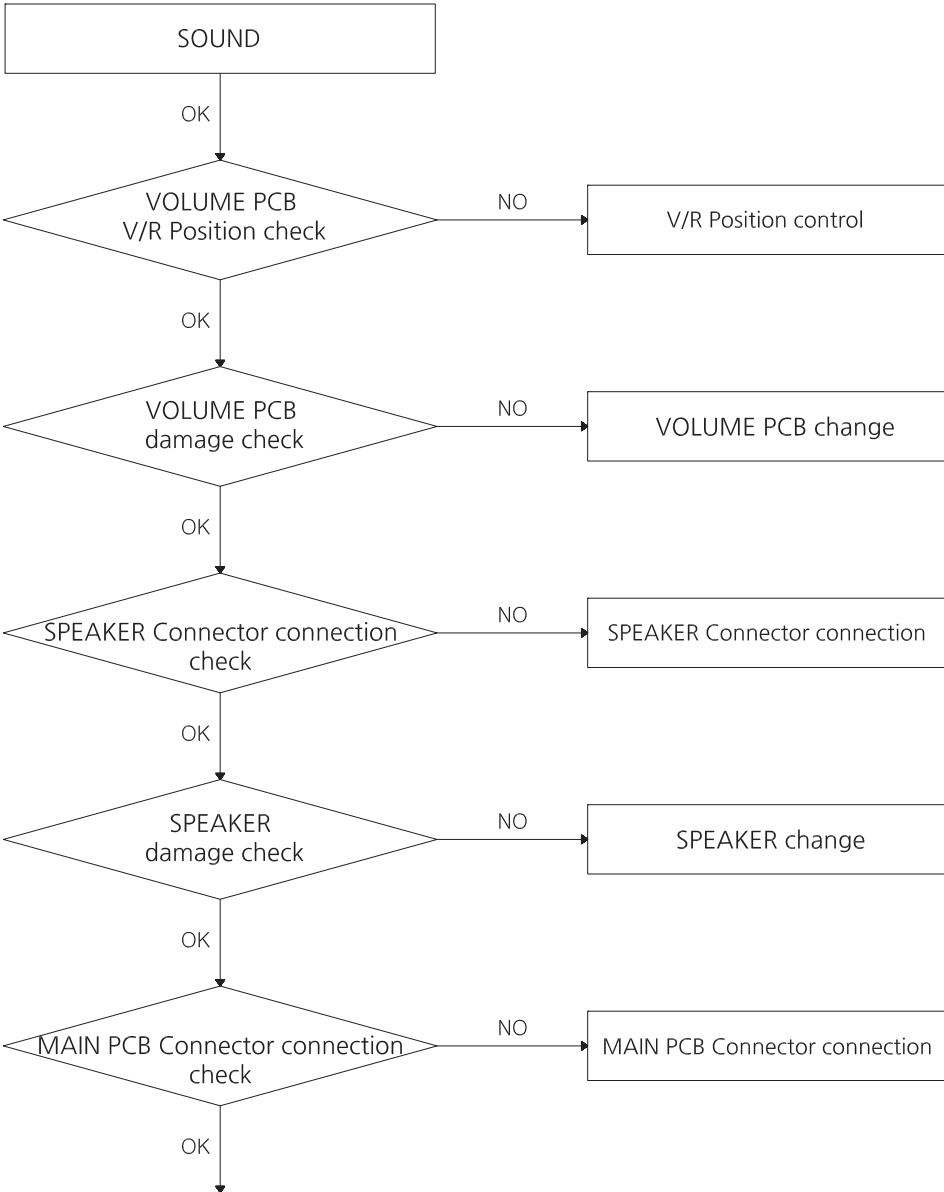 SOUND
OK
VOLUME PCB
V/R Position check
NO
V/R Position control
OK
VOLUME PCB
damage check
NO
VOLUME PCB change
OK
SPEAKER Connector connection
check
NO
SPEAKER Connector connection
OK
SPEAKER
damage check
NO
SPEAKER change
OK
MAIN PCB Connector connection
check
NO
MAIN PCB Connector connection
OK